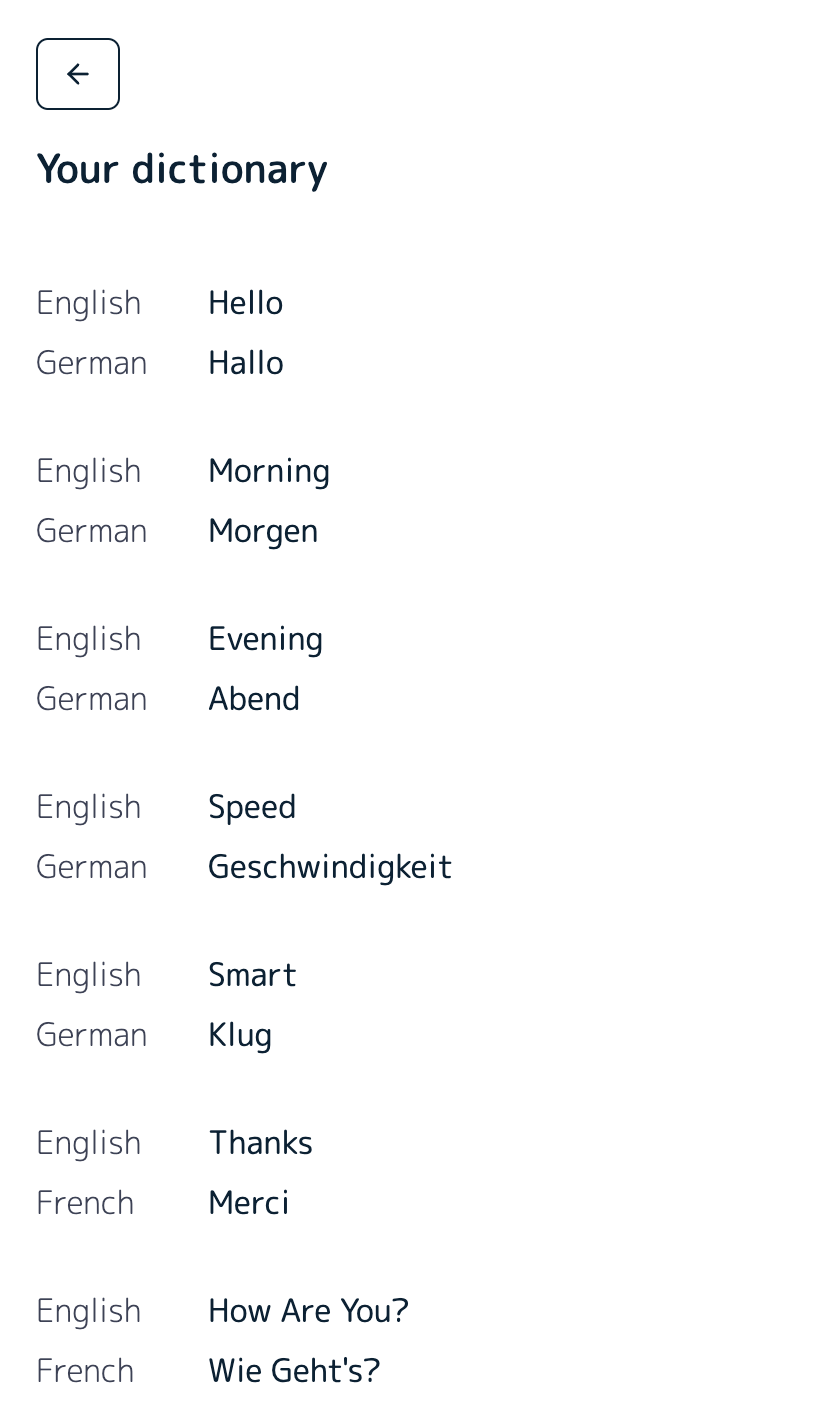 Your dictionary
English Hello
German Hallo
English Morning
German Morgen
English Evening
German Abend
English Speed
German Geschwindigkeit
English Smart
German Klug
English Thanks
French Merci
English How Are You?
French Wie Geht's?